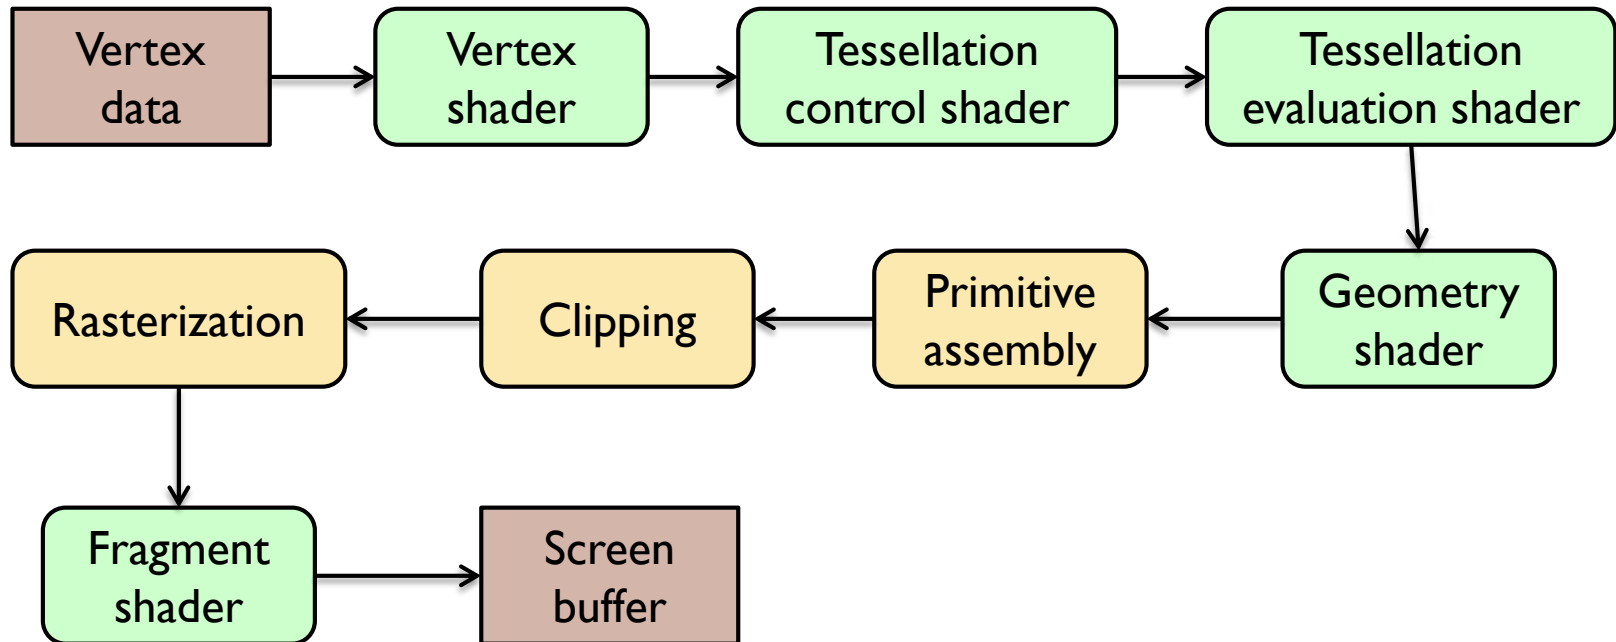 Vertex
data
Vertex
shader
Tessellation
control shader
Tessellation
evaluation shader
Rasterization
Clipping
Primitive
assembly
Geometry
shader
Fragment
shader
Screen
buffer